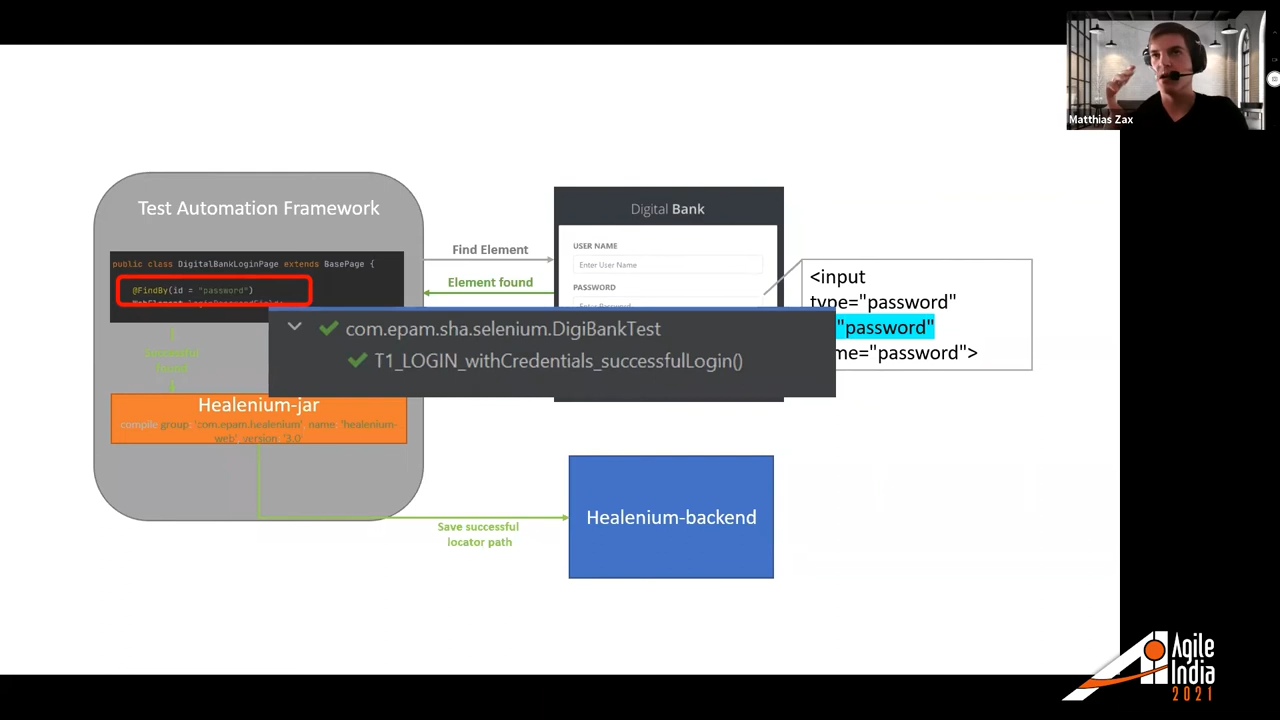 Matthias Zax
Test Automation Framework
public class DigitalBankLoginPage extends BasePage {
@FindBy(id = "password")
Healenium-jar
compile group: 'com.epam.healenium', name: 'healenium-
web', version '3.0'
Find Element
Element found
Digital Bank
USER NAME
Enter User Name
PASSWORD
<input
type="password"
"password"
me="password">
com.epam.sha.selenium.DigiBankTest
T1_LOGIN_withCredentials_successfulLogin()
Save successful
locator path
Healenium-backend
Agile
India
2021